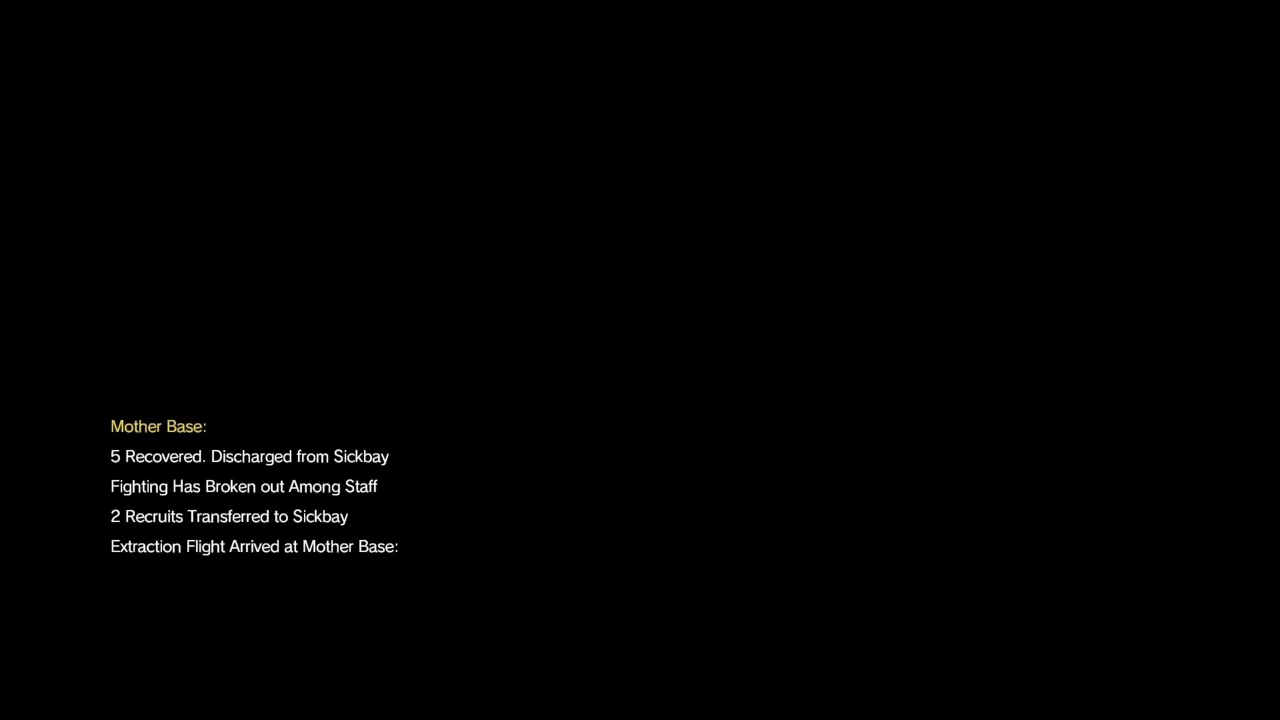 Mother Base:
5 Recovered. Discharged from Sickbay
Fighting Has Broken out Among Staff
2 Recruits Transferred to Sickbay
Extraction Flight Arrived at Mother Base: